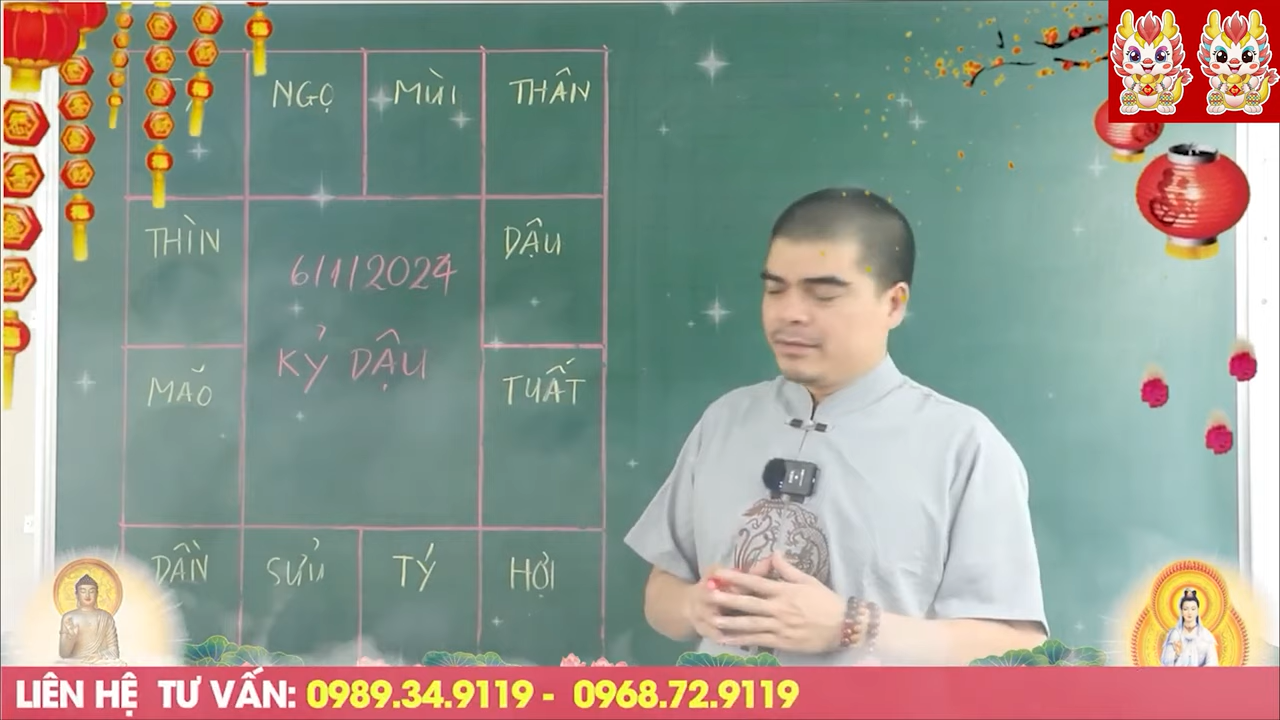 NGỌ
MÙI
THÂN
THÌN
DẬU
6/1/2024
KỶ DẬU
MÃO
TUẤT
DẦN
SỬU
TÝ
HỢI
LIÊN HỆ TƯ VẤN: 0989.34.9119 - 0968.72.9119